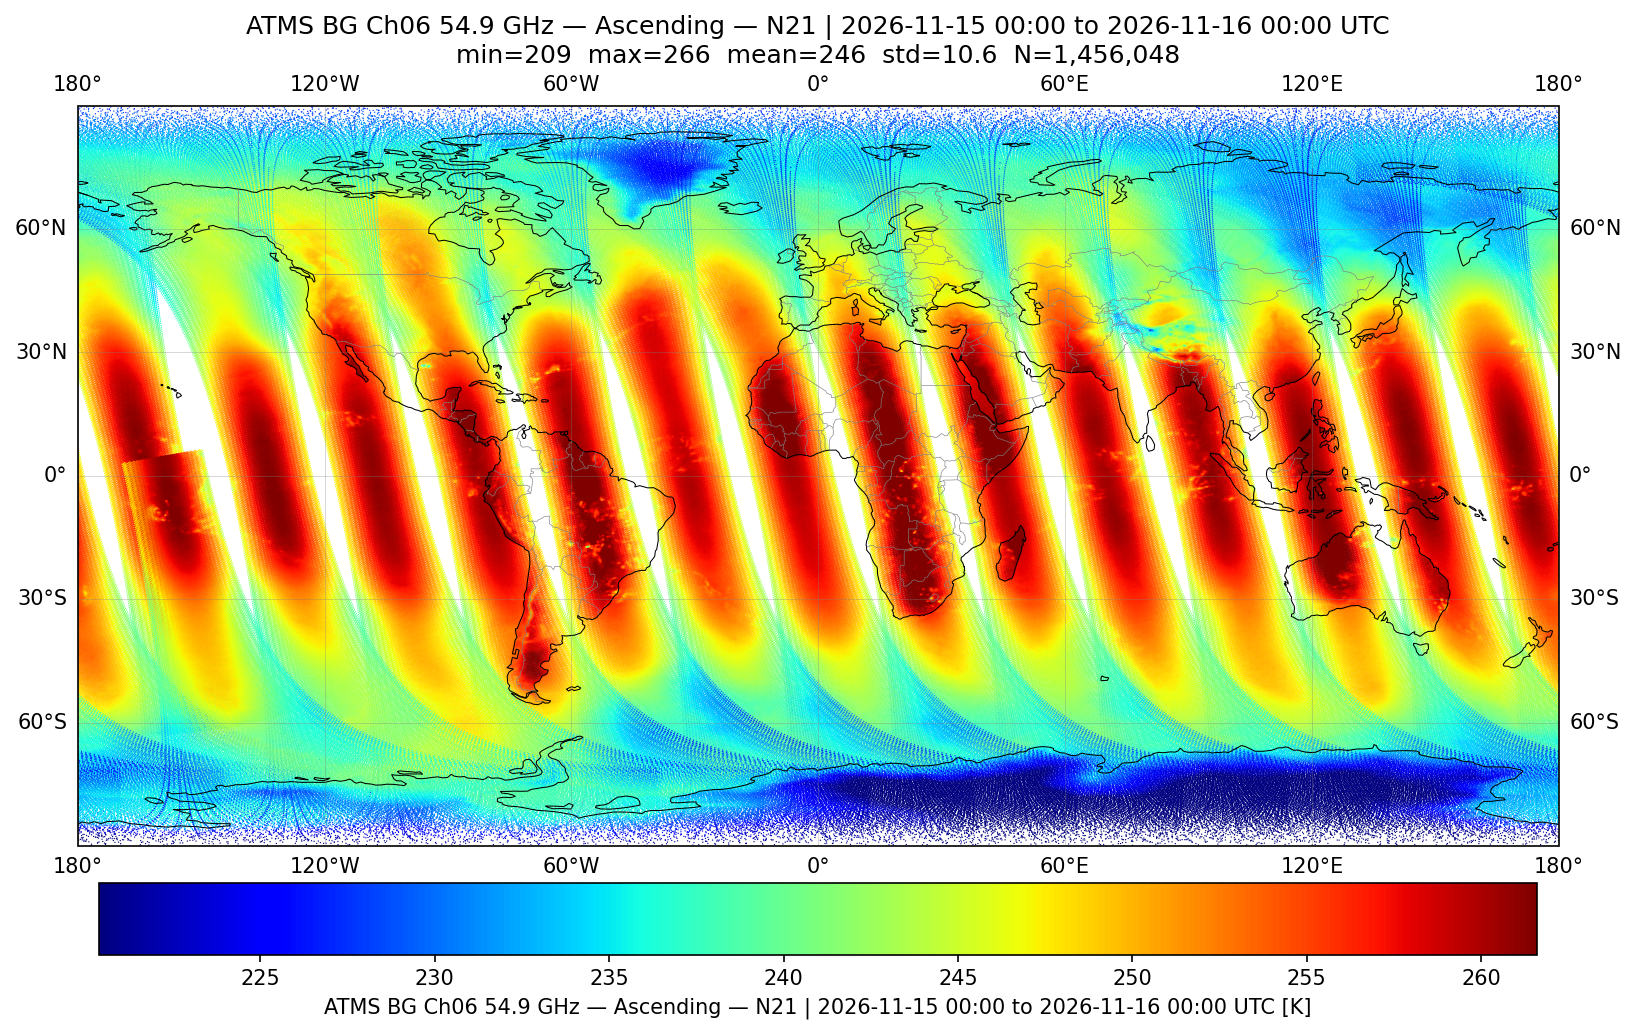 ATMS BG Ch06 54.9 GHz — Ascending — N21 | 2026-11-15 00:00 to 2026-11-16 00:00 UTC
min=209 max=266 mean=246 std=10.6 N=1,456,048
180° 120°W 60°W 0° 60°E 120°E 180°
60°N 60°N
30°N 30°N
0° 0°
30°S 30°S
60°S 60°S
180° 120°W 60°W 0° 60°E 120°E 180°
225 230 235 240 245 250 255 260
ATMS BG Ch06 54.9 GHz — Ascending — N21 | 2026-11-15 00:00 to 2026-11-16 00:00 UTC [K]